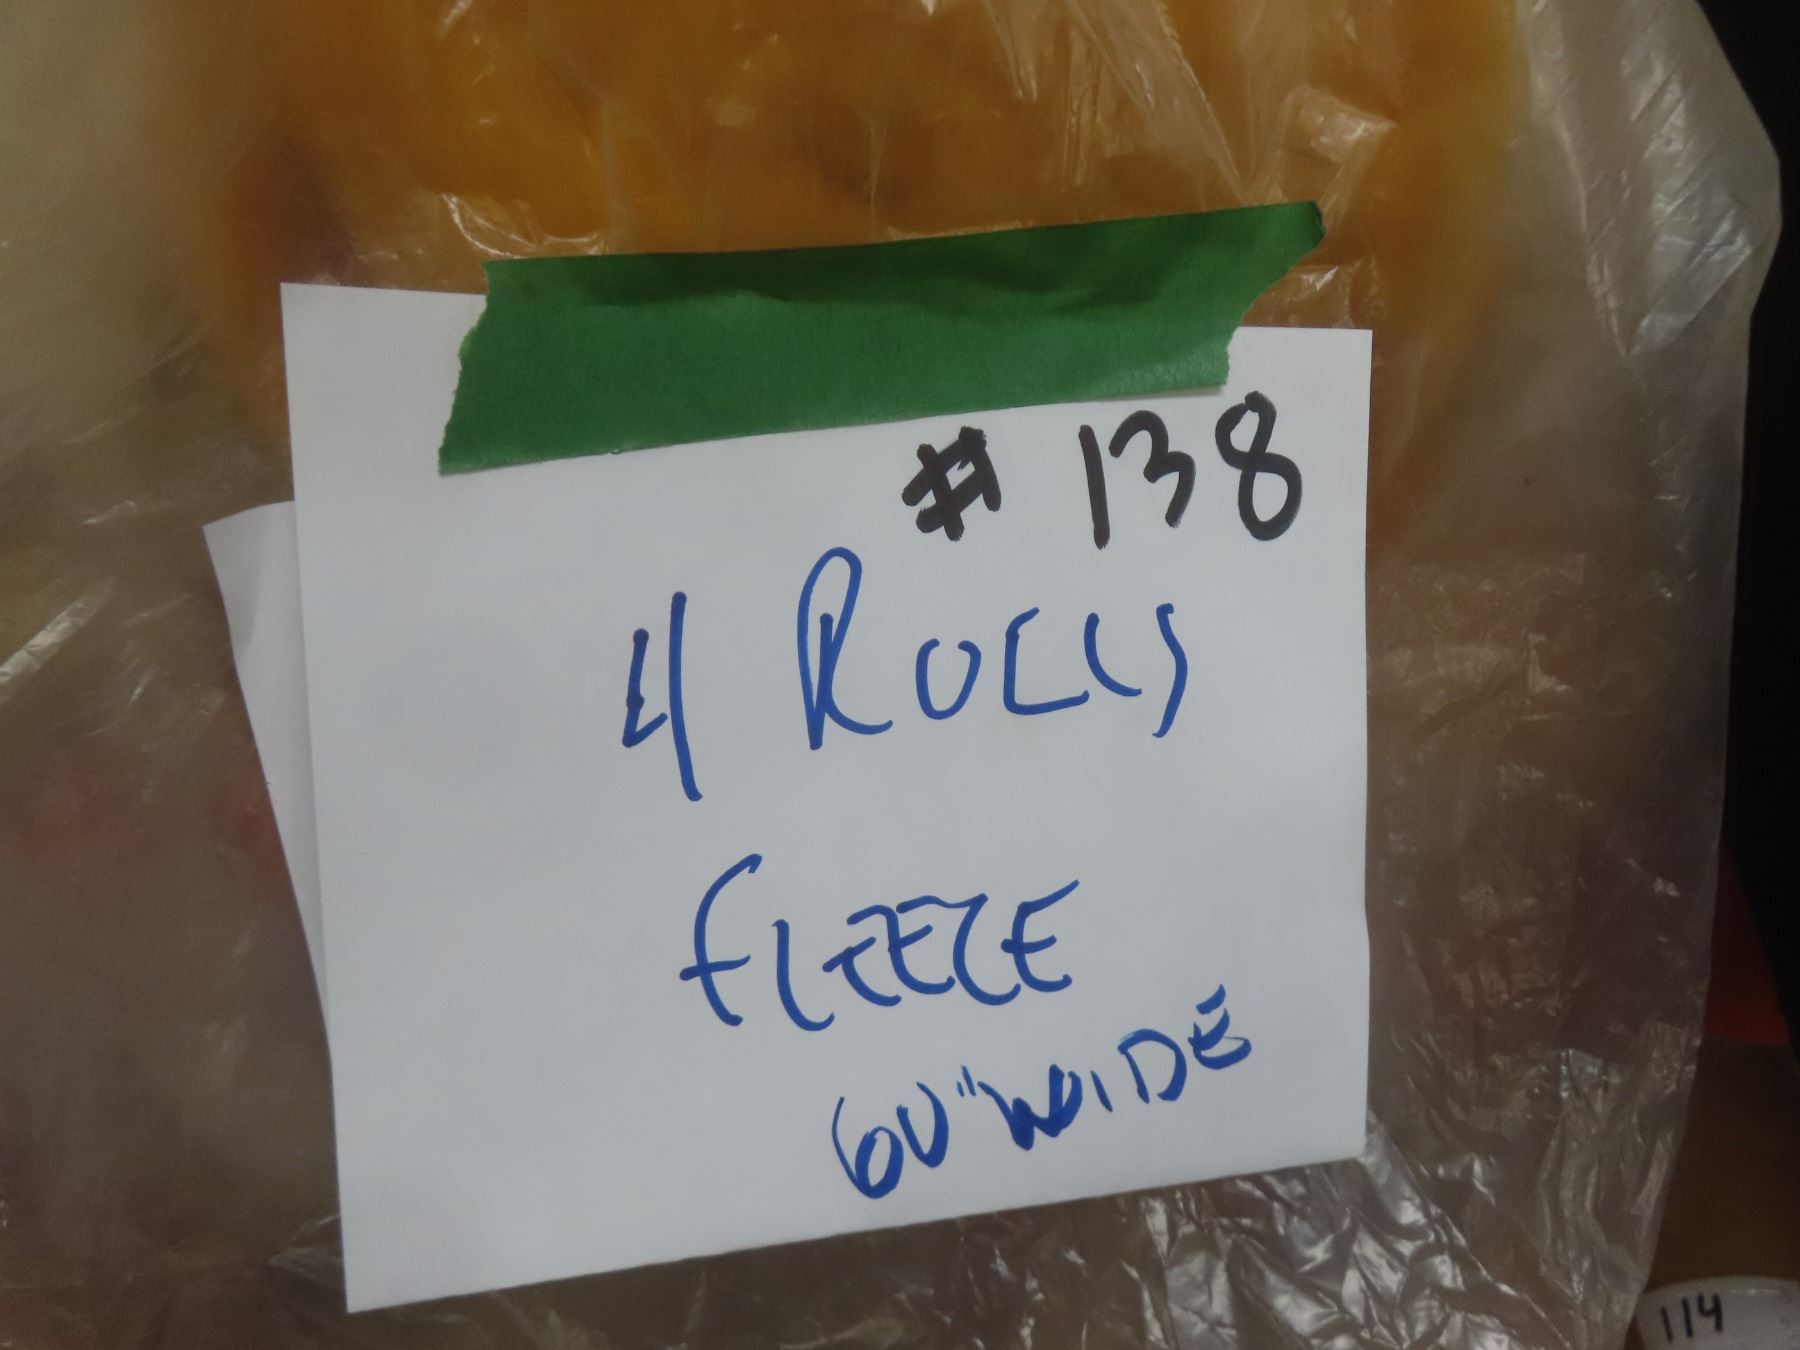 # 138
4 ROLLS
FLEECE
60" WIDE
114